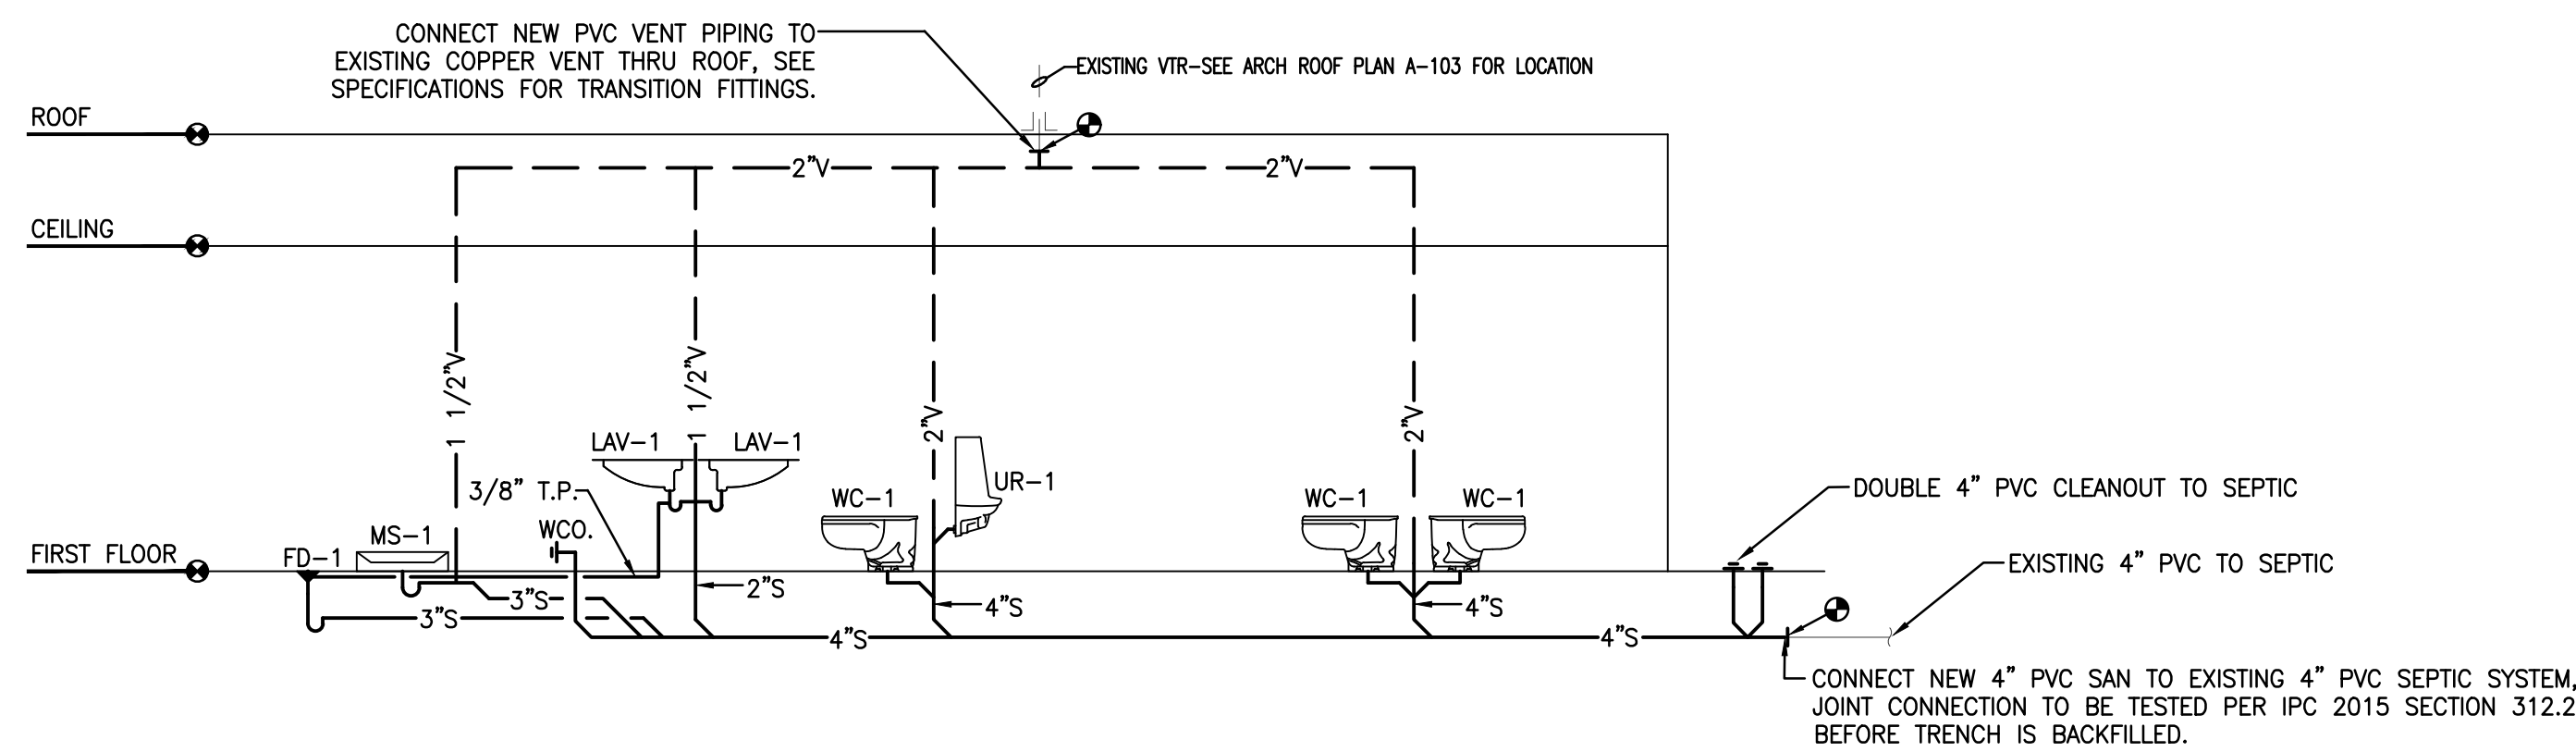 CONNECT NEW PVC VENT PIPING TO
EXISTING COPPER VENT THRU ROOF, SEE
SPECIFICATIONS FOR TRANSITION FITTINGS.
EXISTING VTR-SEE ARCH ROOF PLAN A-103 FOR LOCATION
ROOF
2"V
2"V
CEILING
1 1/2"V
1 1/2"V
2"V
2"V
LAV-1
LAV-1
3/8" T.P.
WC-1
UR-1
WC-1
WC-1
DOUBLE 4" PVC CLEANOUT TO SEPTIC
WCO.
MS-1
FIRST FLOOR
FD-1
EXISTING 4" PVC TO SEPTIC
2"S
3"S
4"S
4"S
3"S
4"S
4"S
CONNECT NEW 4" PVC SAN TO EXISTING 4" PVC SEPTIC SYSTEM,
JOINT CONNECTION TO BE TESTED PER IPC 2015 SECTION 312.2
BEFORE TRENCH IS BACKFILLED.